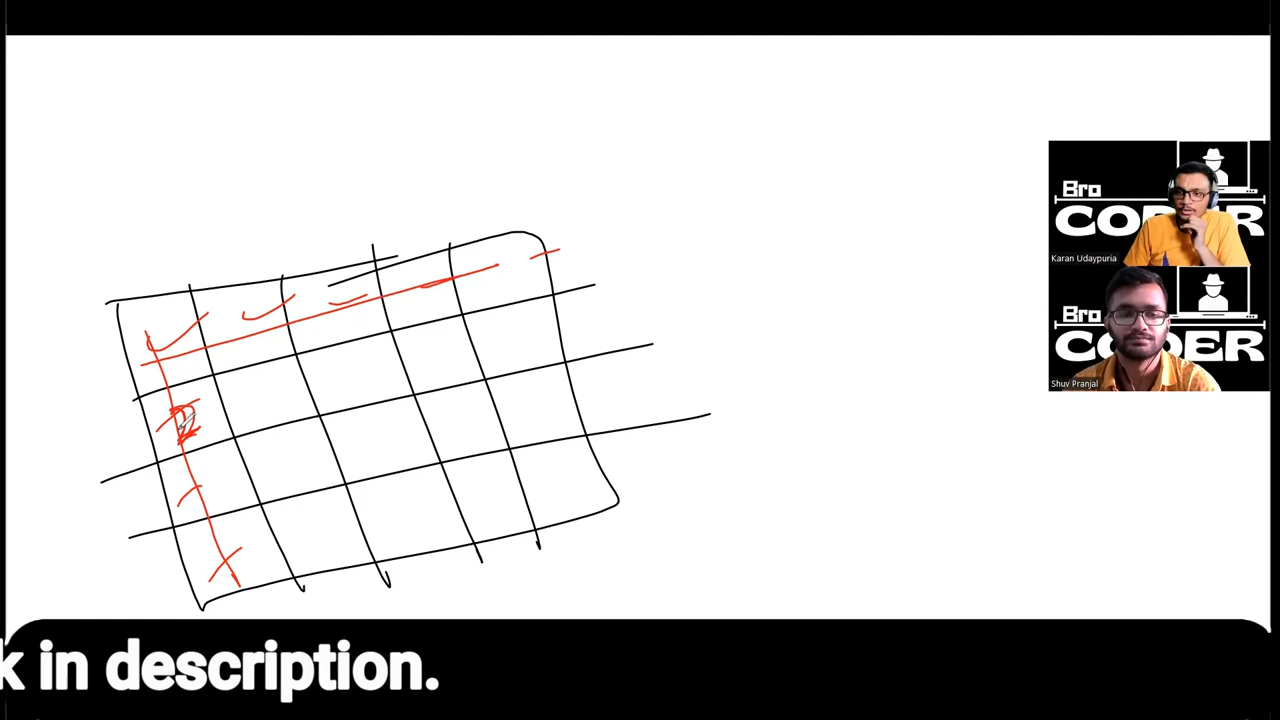 Bro
CODER
Karan Udaypuria
Bro
CODER
Shuv Pranjal
k in description.